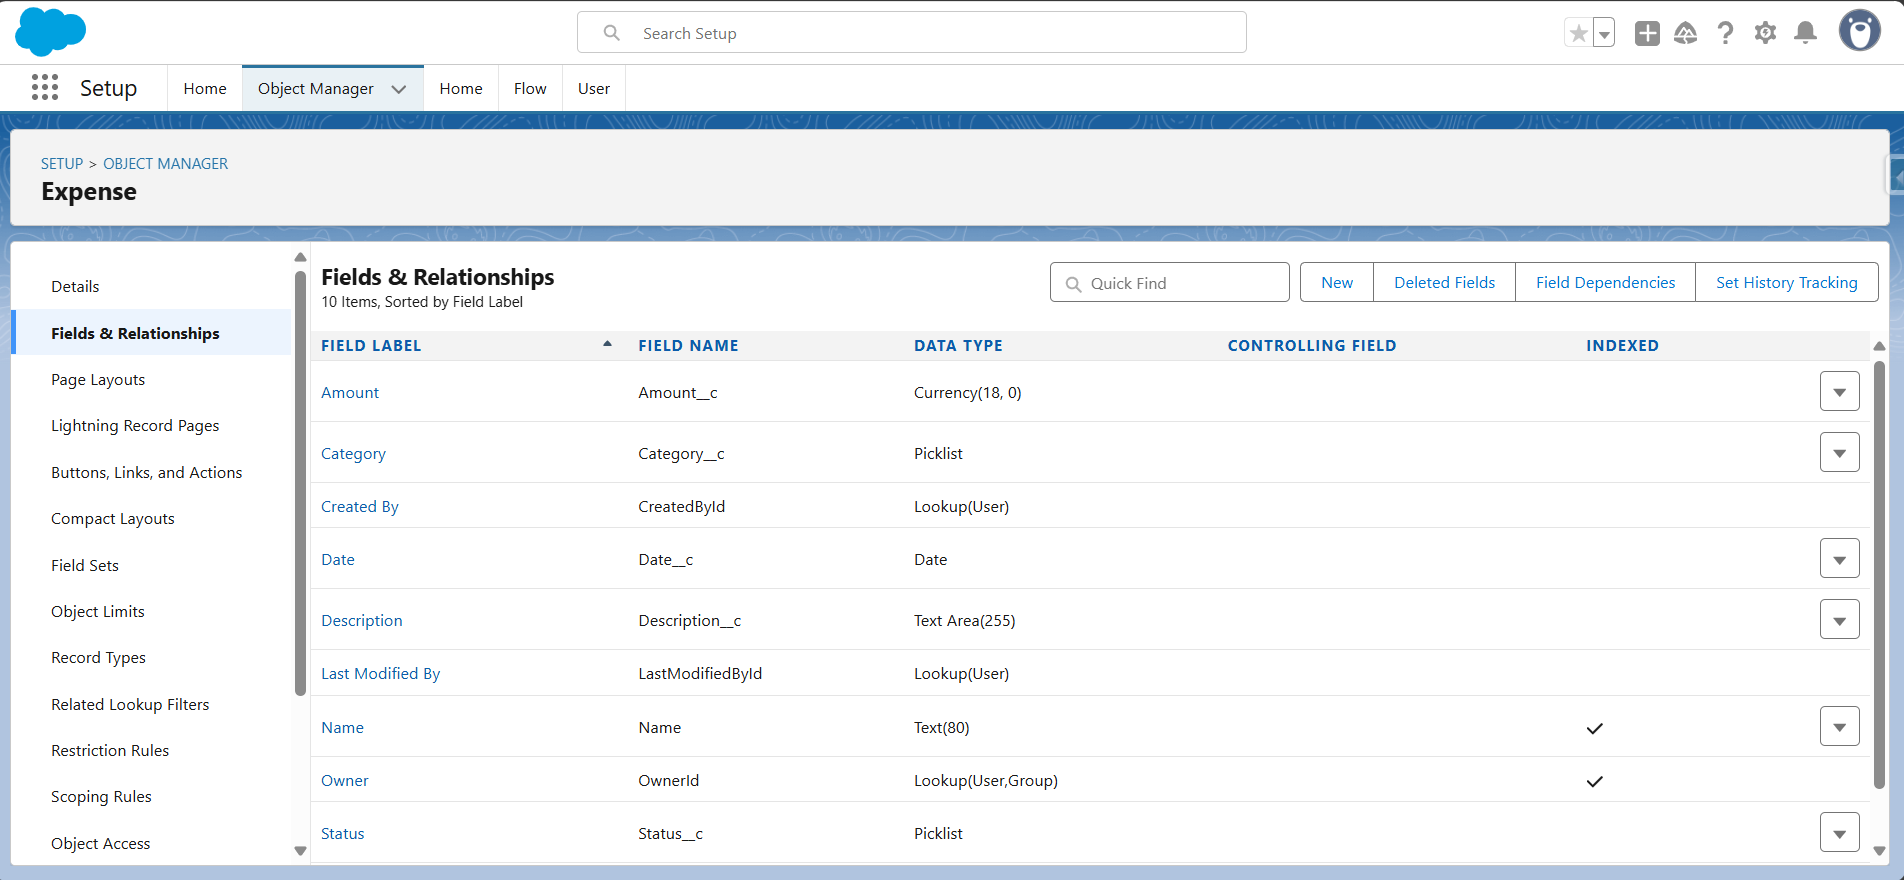 Search Setup
Setup
Home
Object Manager
Home
Flow
User
SETUP > OBJECT MANAGER
Expense
Details
Fields & Relationships
Page Layouts
Lightning Record Pages
Buttons, Links, and Actions
Compact Layouts
Field Sets
Object Limits
Record Types
Related Lookup Filters
Restriction Rules
Scoping Rules
Object Access
Fields & Relationships
10 Items, Sorted by Field Label
Quick Find
New
Deleted Fields
Field Dependencies
Set History Tracking
FIELD LABEL FIELD NAME DATA TYPE CONTROLLING FIELD INDEXED
Amount Amount__c Currency(18, 0)
Category Category__c Picklist
Created By CreatedById Lookup(User)
Date Date__c Date
Description Description__c Text Area(255)
Last Modified By LastModifiedById Lookup(User)
Name Name Text(80)
Owner OwnerId Lookup(User,Group)
Status Status__c Picklist